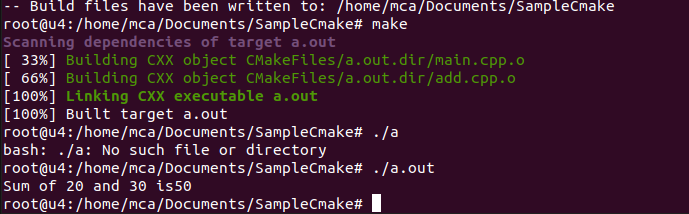 -- Build files have been written to: /home/mca/Documents/SampleCmake
root@u4:/home/mca/Documents/SampleCmake# make
Scanning dependencies of target a.out
[ 33%] Building CXX object CMakeFiles/a.out.dir/main.cpp.o
[ 66%] Building CXX object CMakeFiles/a.out.dir/add.cpp.o
[100%] Linking CXX executable a.out
[100%] Built target a.out
root@u4:/home/mca/Documents/SampleCmake# ./a
bash: ./a: No such file or directory
root@u4:/home/mca/Documents/SampleCmake# ./a.out
Sum of 20 and 30 is50
root@u4:/home/mca/Documents/SampleCmake#